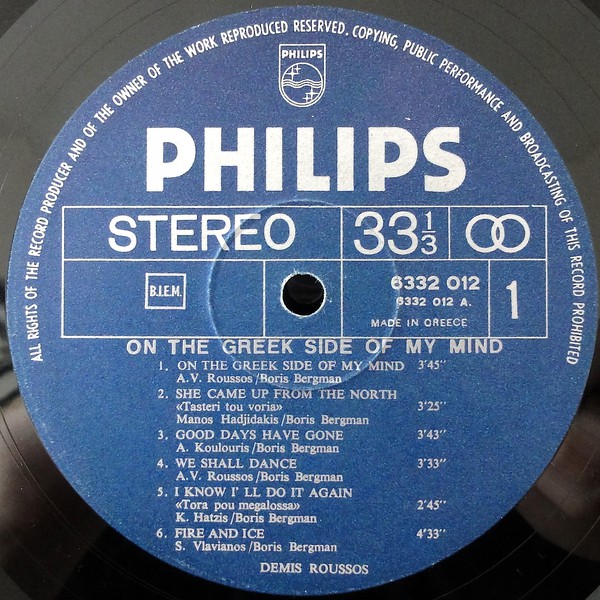 ALL RIGHTS OF THE RECORD PRODUCER AND OF THE OWNER OF THE WORK REPRODUCED RESERVED. COPYING, PUBLIC PERFORMANCE AND BROADCASTING OF THIS RECORD PROHIBITED
PHILIPS
PHILIPS
STEREO 33 1/3
B.I.E.M. 6332 012 1
6332 012 A.
MADE IN GREECE
ON THE GREEK SIDE OF MY MIND
1. ON THE GREEK SIDE OF MY MIND 3'45"
A.V. Roussos/Boris Bergman
2. SHE CAME UP FROM THE NORTH
«Tasteri tou voria» 3'25"
Manos Hadjidakis/Boris Bergman
3. GOOD DAYS HAVE GONE 3'43"
A. Koulouris/Boris Bergman
4. WE SHALL DANCE 3'33"
A.V. Roussos/Boris Bergman
5. I KNOW I' LL DO IT AGAIN
«Tora pou megalossa» 2'45"
K. Hatzis/Boris Bergman
6. FIRE AND ICE 4'33"
S. Vlavianos/Boris Bergman
DEMIS ROUSSOS